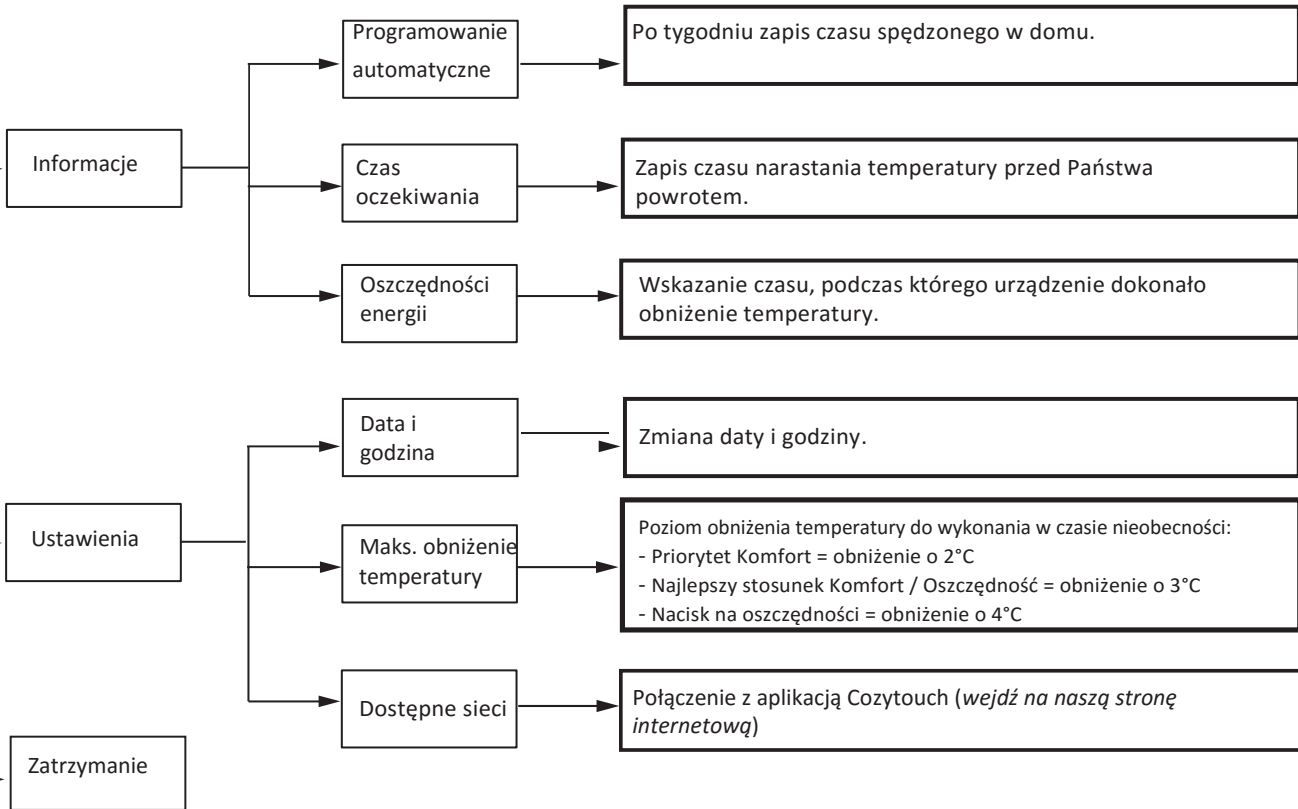 Informacje
Programowanie
automatyczne
Po tygodniu zapis czasu spędzonego w domu.
Czas
oczekiwania
Zapis czasu narastania temperatury przed Państwa
powrotem.
Oszczędności
energii
Wskazanie czasu, podczas którego urządzenie dokonało
obniżenie temperatury.
Ustawienia
Data i
godzina
Zmiana daty i godziny.
Maks. obniżenie
temperatury
Poziom obniżenia temperatury do wykonania w czasie nieobecności:
- Priorytet Komfort = obniżenie o 2°C
- Najlepszy stosunek Komfort / Oszczędność = obniżenie o 3°C
- Nacisk na oszczędności = obniżenie o 4°C
Dostępne sieci
Połączenie z aplikacją Cozytouch (wejdź na naszą stronę
internetową)
Zatrzymanie